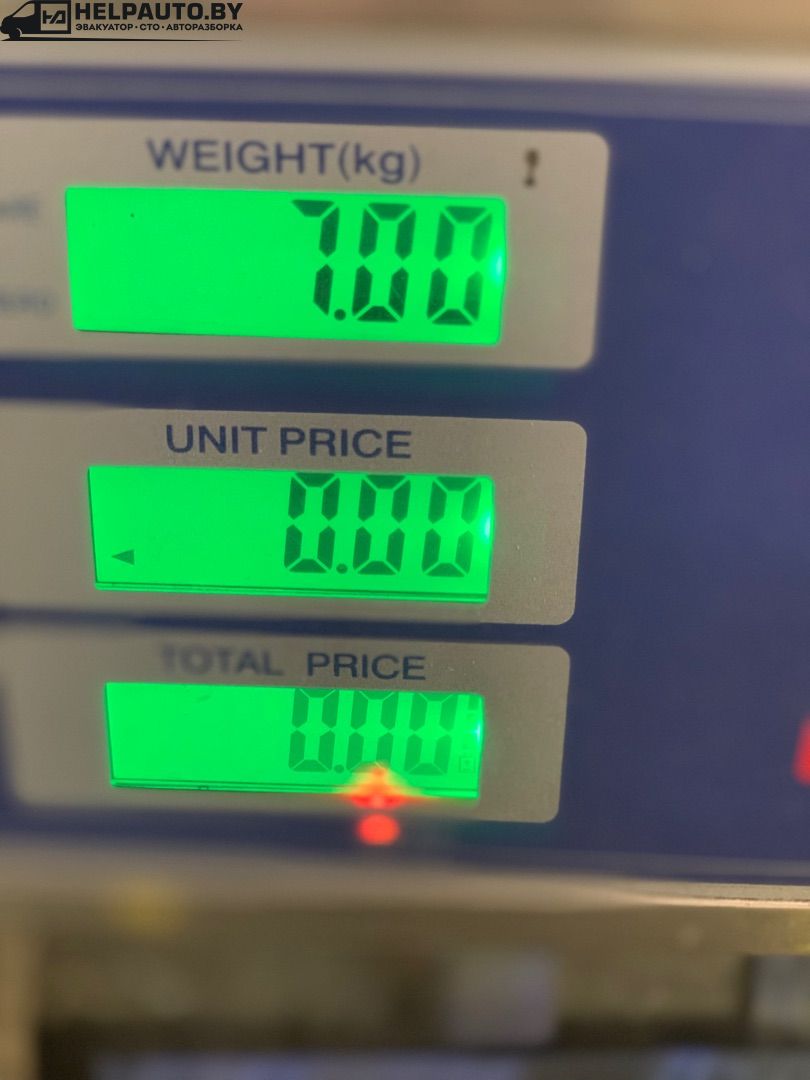 HELPAUTO.BY
ЭВАКУАТОР · СТО · АВТОРАЗБОРКА
WEIGHT(kg)
7.00
UNIT PRICE
0.00
TOTAL PRICE
0.00